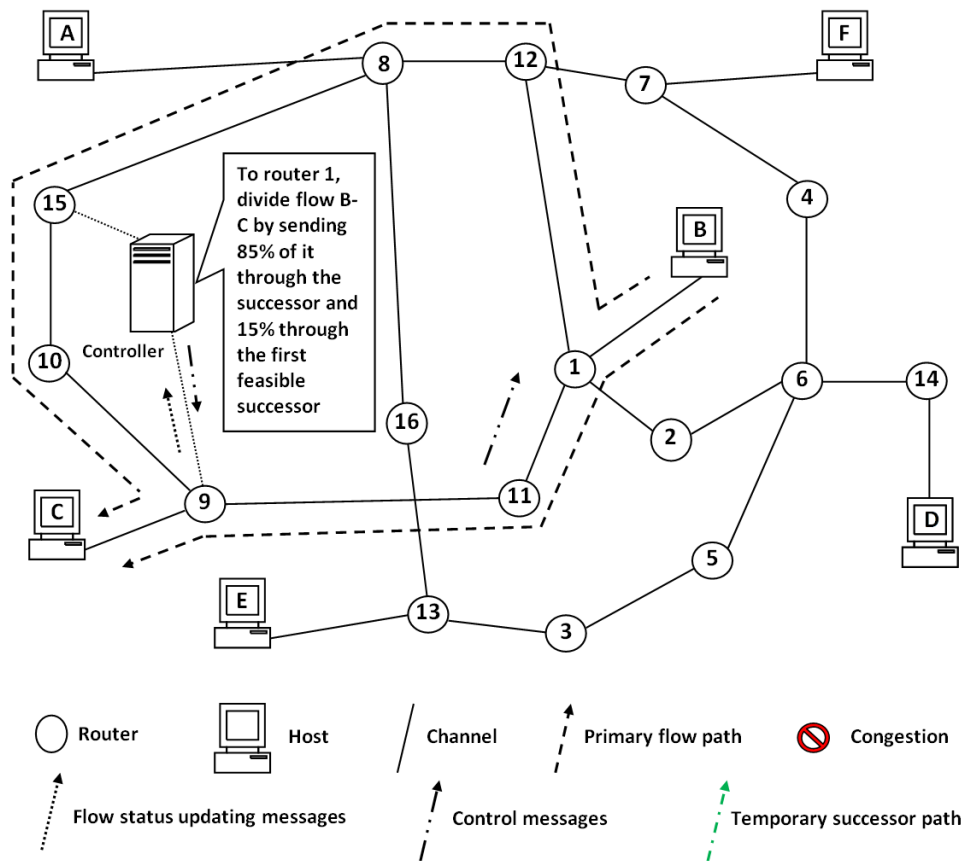 A
F
8
12
7
To router 1,
divide flow B-
C by sending
85% of it
through the
successor and
15% through
the first
feasible
successor
15
4
B
Controller
10
1
6
14
16
2
C
9
11
D
5
E
13
3
Router
Host
Channel
Primary flow path
Congestion
Flow status updating messages
Control messages
Temporary successor path